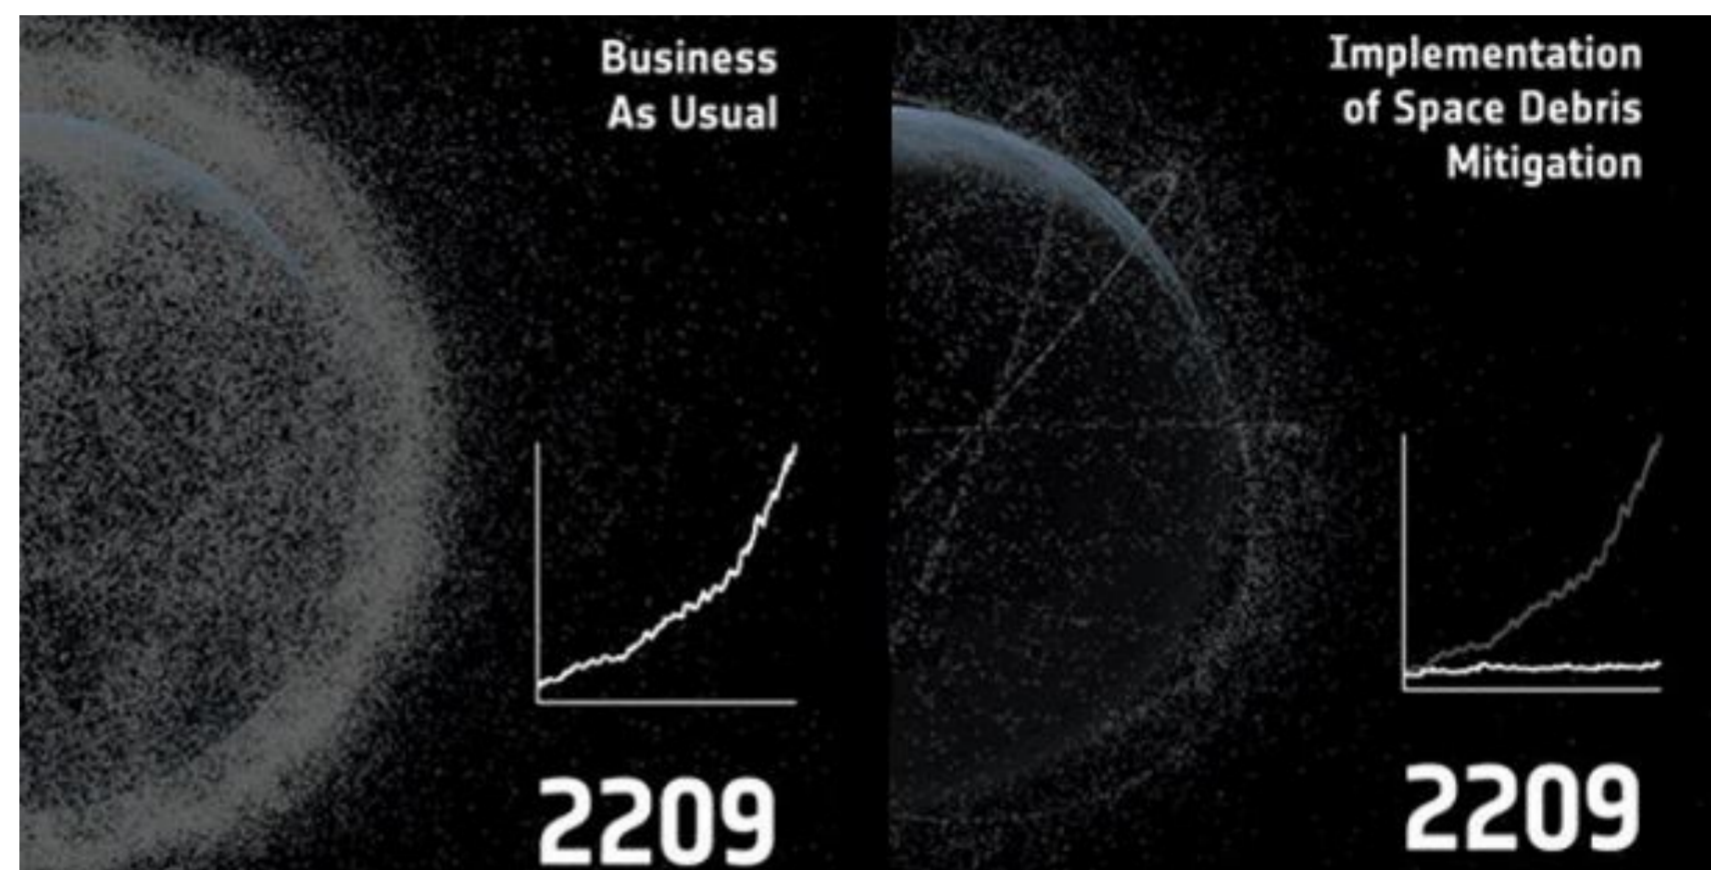 Business
As Usual
2209
Implementation
of Space Debris
Mitigation
2209